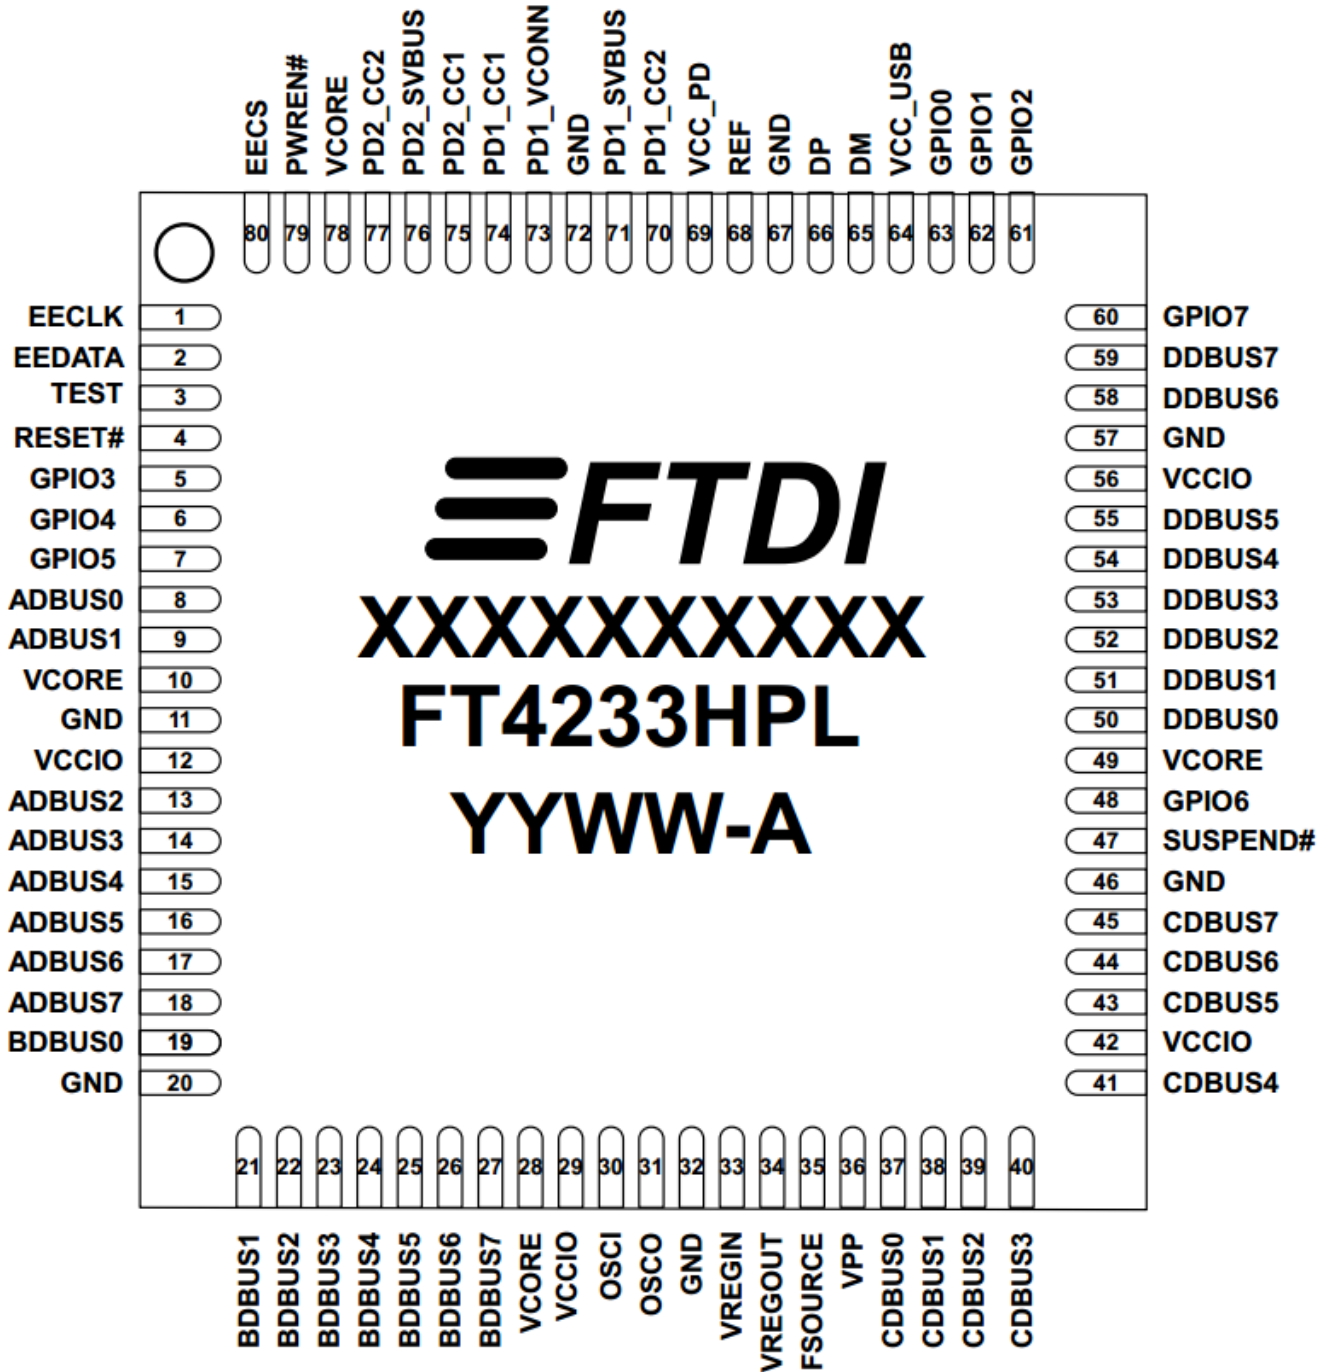 EECS
PWREN#
VCORE
PD2_CC2
PD2_SVBUS
PD2_CC1
PD1_CC1
PD1_VCONN
GND
PD1_SVBUS
PD1_CC2
VCC_PD
REF
GND
DP
DM
VCC_USB
GPIO0
GPIO1
GPIO2
80 79 78 77 76 75 74 73 72 71 70 69 68 67 66 65 64 63 62 61
EECLK 1
EEDATA 2
TEST 3
RESET# 4
GPIO3 5
GPIO4 6
GPIO5 7
ADBUS0 8
ADBUS1 9
VCORE 10
GND 11
VCCIO 12
ADBUS2 13
ADBUS3 14
ADBUS4 15
ADBUS5 16
ADBUS6 17
ADBUS7 18
BDBUS0 19
GND 20
FTDI
XXXXXXXXXX
FT4233HPL
YYWW-A
60 GPIO7
59 DDBUS7
58 DDBUS6
57 GND
56 VCCIO
55 DDBUS5
54 DDBUS4
53 DDBUS3
52 DDBUS2
51 DDBUS1
50 DDBUS0
49 VCORE
48 GPIO6
47 SUSPEND#
46 GND
45 CDBUS7
44 CDBUS6
43 CDBUS5
42 VCCIO
41 CDBUS4
21 22 23 24 25 26 27 28 29 30 31 32 33 34 35 36 37 38 39 40
BDBUS1
BDBUS2
BDBUS3
BDBUS4
BDBUS5
BDBUS6
BDBUS7
VCORE
VCCIO
OSCI
OSCO
GND
VREGIN
VREGOUT
FSOURCE
VPP
CDBUS0
CDBUS1
CDBUS2
CDBUS3